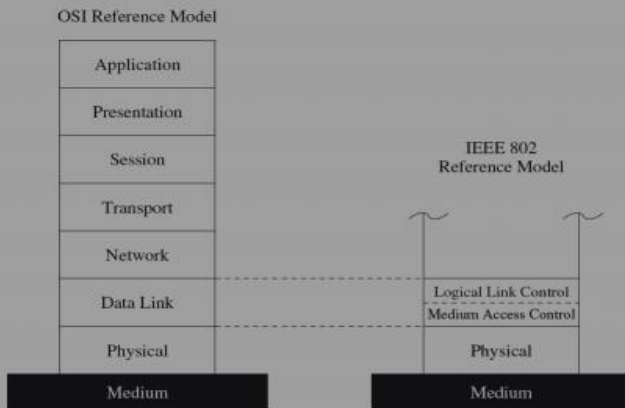 OSI Reference Model
Application
Presentation
Session
Transport
Network
Data Link
Physical
Medium
IEEE 802
Reference Model
Logical Link Control
Medium Access Control
Physical
Medium